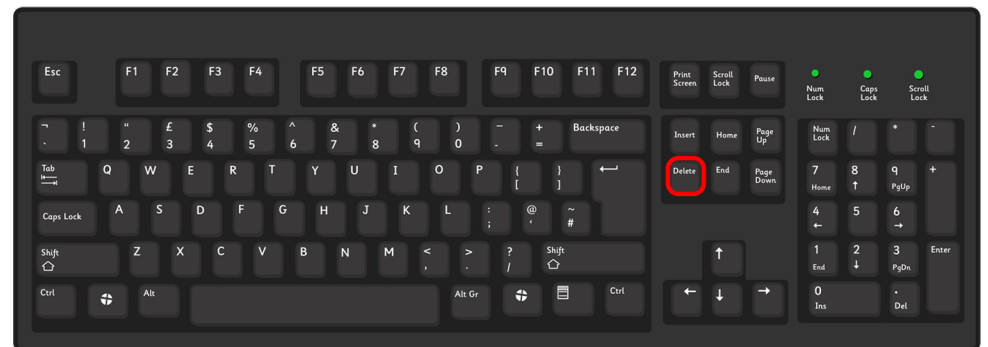 Esc F1 F2 F3 F4 F5 F6 F7 F8 F9 F10 F11 F12 Print Screen Scroll Lock Pause
Num Lock Caps Lock Scroll Lock
¬ ! " £ $ % ^ & * ( ) _ + Backspace Insert Home Page Up Num Lock / * -
` 1 2 3 4 5 6 7 8 9 0 - =
Tab Q W E R T Y U I O P { } Delete End Page Down 7 8 9 +
[ ] Home ↑ PgUp
Caps Lock A S D F G H J K L : @ ~ 4 5 6
; ' # ← →
Shift Z X C V B N M < > ? Shift ↑ 1 2 3 Enter
, . / End ↓ PgDn
Ctrl Alt Alt Gr Ctrl ← ↓ → 0 .
Ins Del